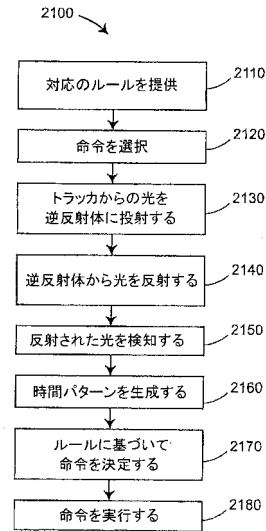 2100
対応のルールを提供
2110
命令を選択
2120
トラッカからの光を
逆反射体に投射する
2130
逆反射体から光を反射する
2140
反射された光を検知する
2150
時間パターンを生成する
2160
ルールに基づいて
命令を決定する
2170
命令を実行する
2180